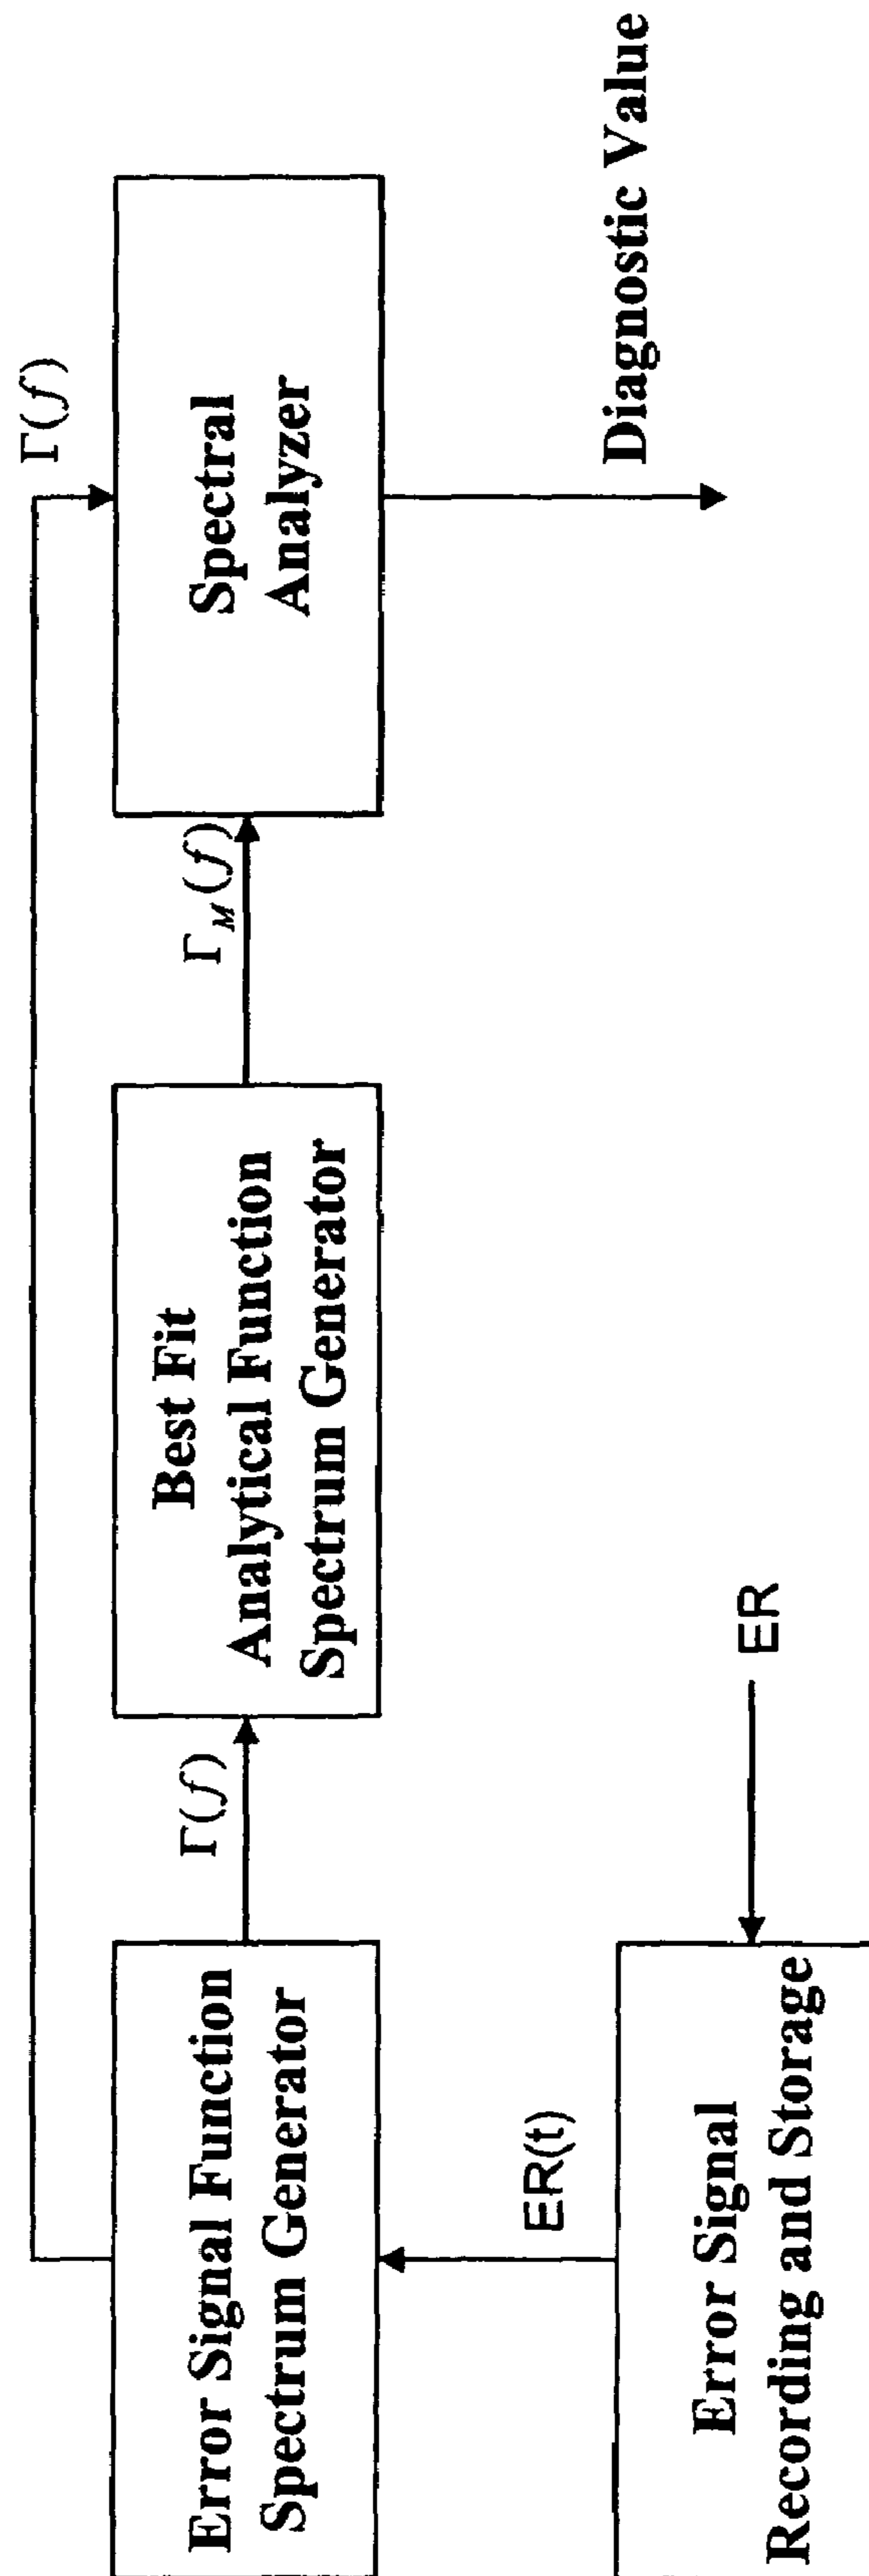 Γ(f)
Error Signal Function
Spectrum Generator
Γ(f)
Best Fit
Analytical Function
Spectrum Generator
Γ_M(f)
Spectral
Analyzer
ER(t)
Error Signal
Recording and Storage
ER
Diagnostic Value